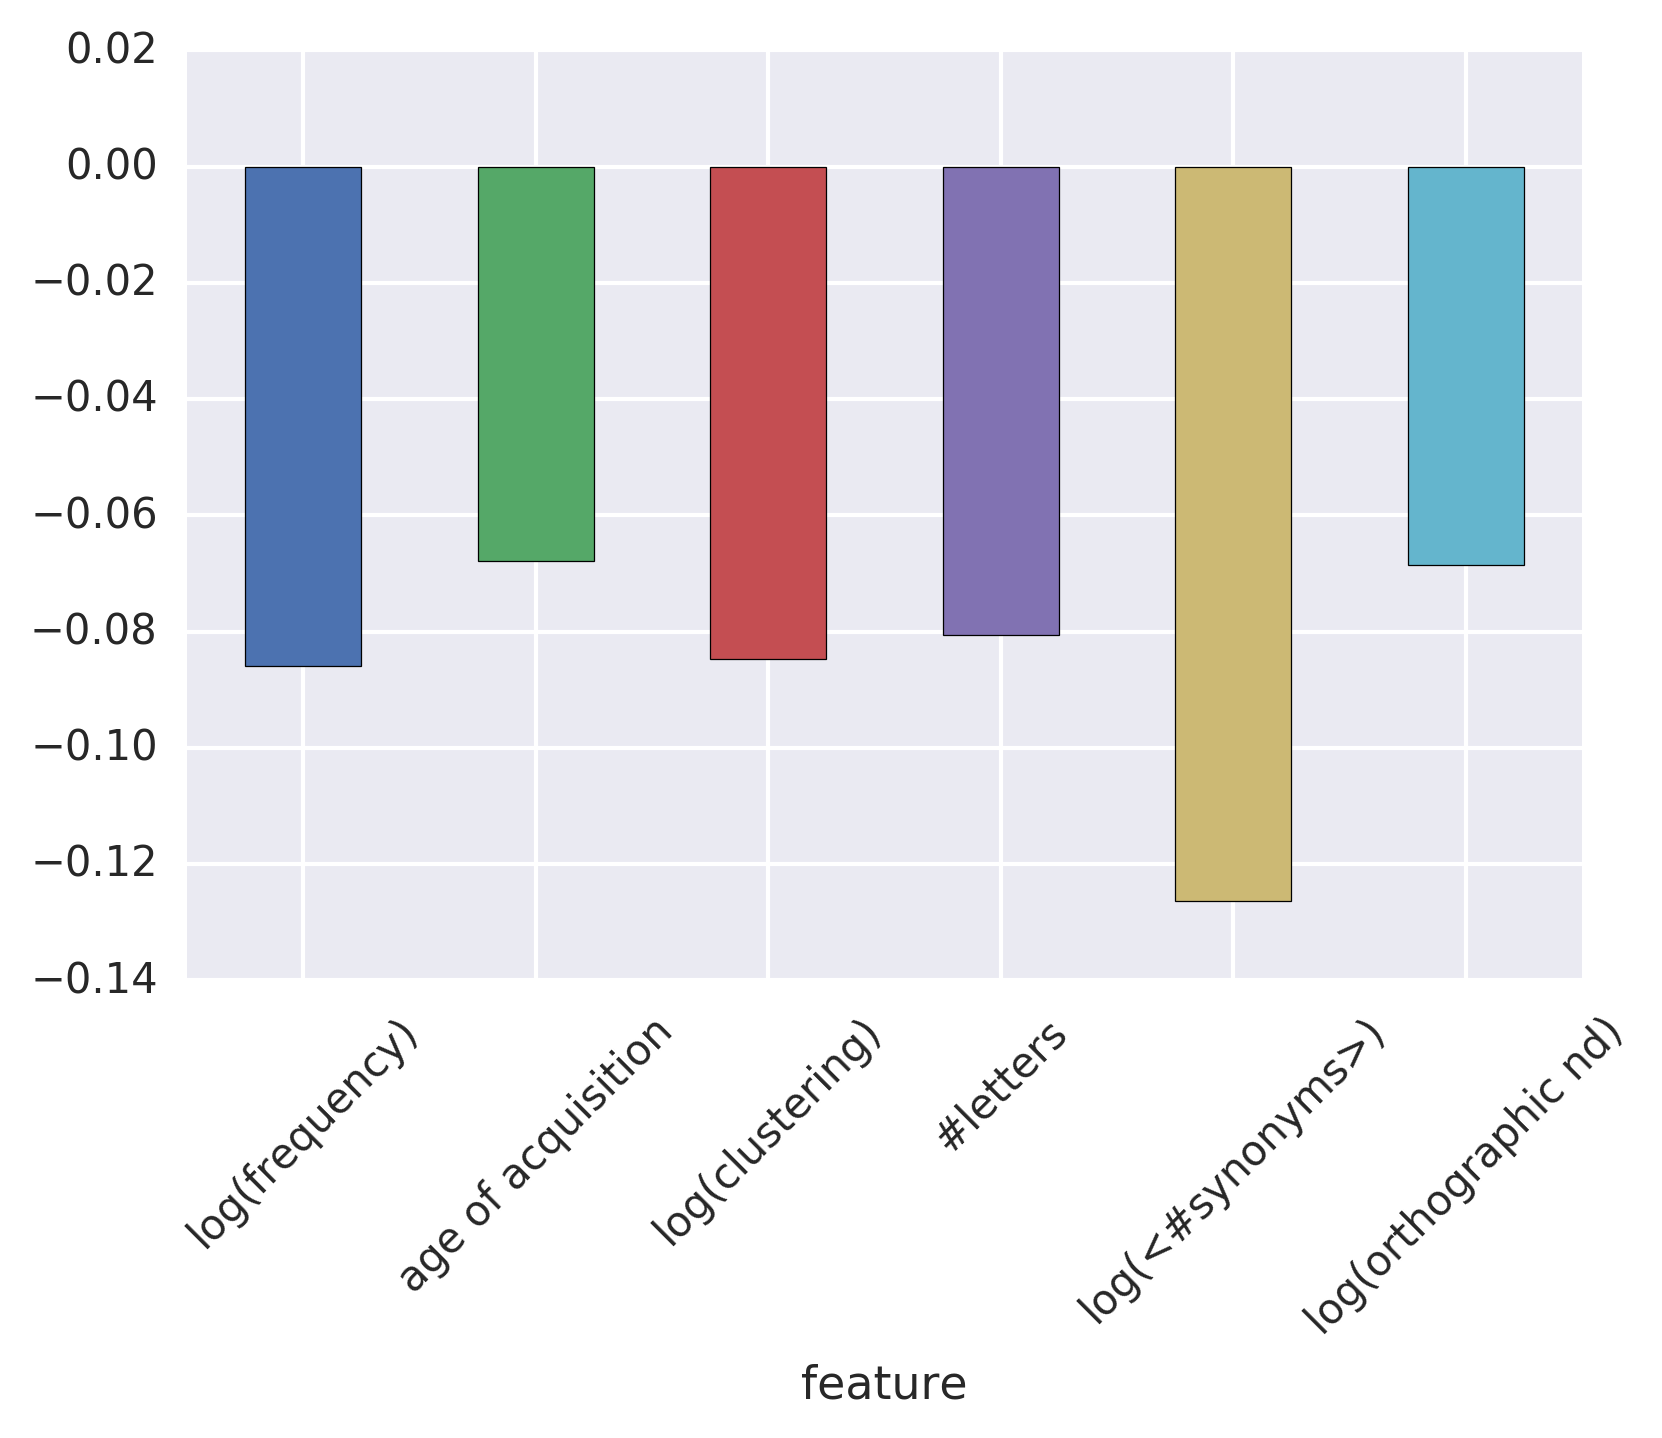 0.02
0.00
−0.02
−0.04
−0.06
−0.08
−0.10
−0.12
−0.14
log(frequency)
age of acquisition
log(clustering)
#letters
log(<#synonyms>)
log(orthographic nd)
feature